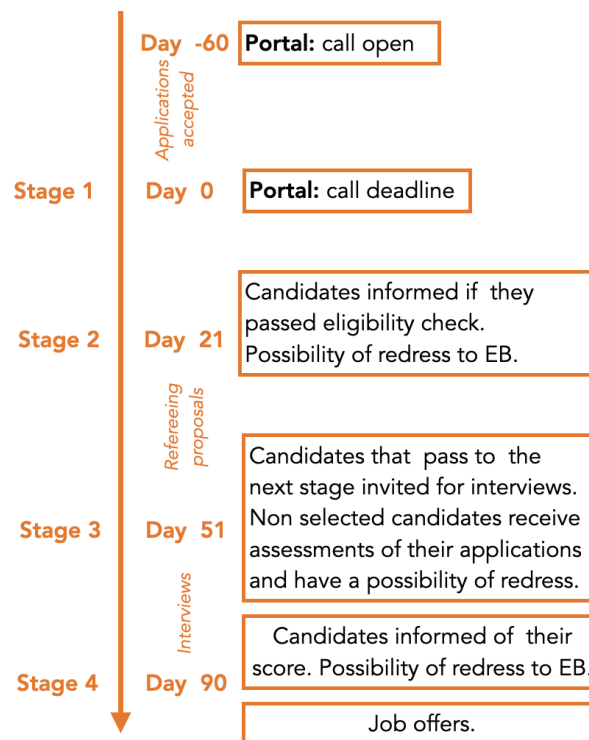 Day -60
Portal: call open
Applications
accepted
Stage 1
Day 0
Portal: call deadline
Candidates informed if they
passed eligibility check.
Possibility of redress to EB.
Stage 2
Day 21
Refereeing
proposals
Candidates that pass to the
next stage invited for interviews.
Non selected candidates receive
assessments of their applications
and have a possibility of redress.
Stage 3
Day 51
Interviews
Candidates informed of their
score. Possibility of redress to EB.
Stage 4
Day 90
Job offers.